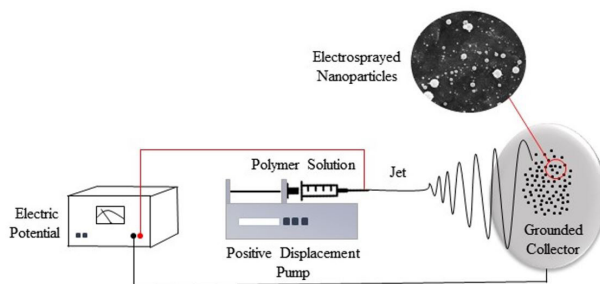 Electrosprayed
Nanoparticles
Polymer Solution
Jet
Electric
Potential
Grounded
Collector
Positive Displacement
Pump